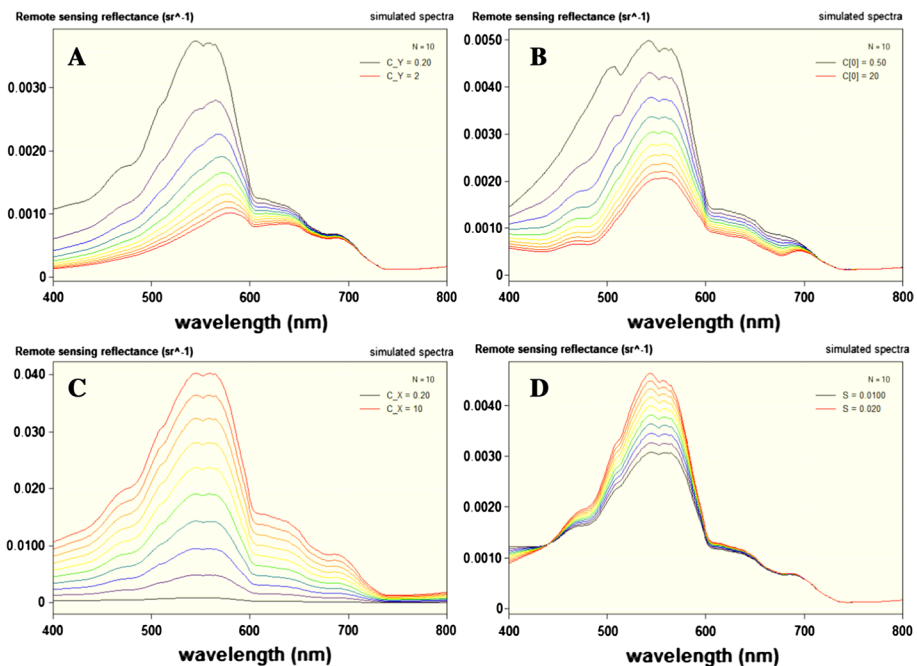 Remote sensing reflectance (sr^-1) simulated spectra
A
N = 10
C_Y = 0.20
C_Y = 2
0.0030
0.0020
0.0010
0
400 500 600 700 800
wavelength (nm)
Remote sensing reflectance (sr^-1) simulated spectra
B
N = 10
C[0] = 0.50
C[0] = 20
0.0050
0.0040
0.0030
0.0020
0.0010
0
400 500 600 700 800
wavelength (nm)
Remote sensing reflectance (sr^-1) simulated spectra
C
N = 10
C_X = 0.20
C_X = 10
0.040
0.030
0.020
0.0100
0
400 500 600 700 800
wavelength (nm)
Remote sensing reflectance (sr^-1) simulated spectra
D
N = 10
S = 0.0100
S = 0.020
0.0040
0.0030
0.0020
0.0010
0
400 500 600 700 800
wavelength (nm)